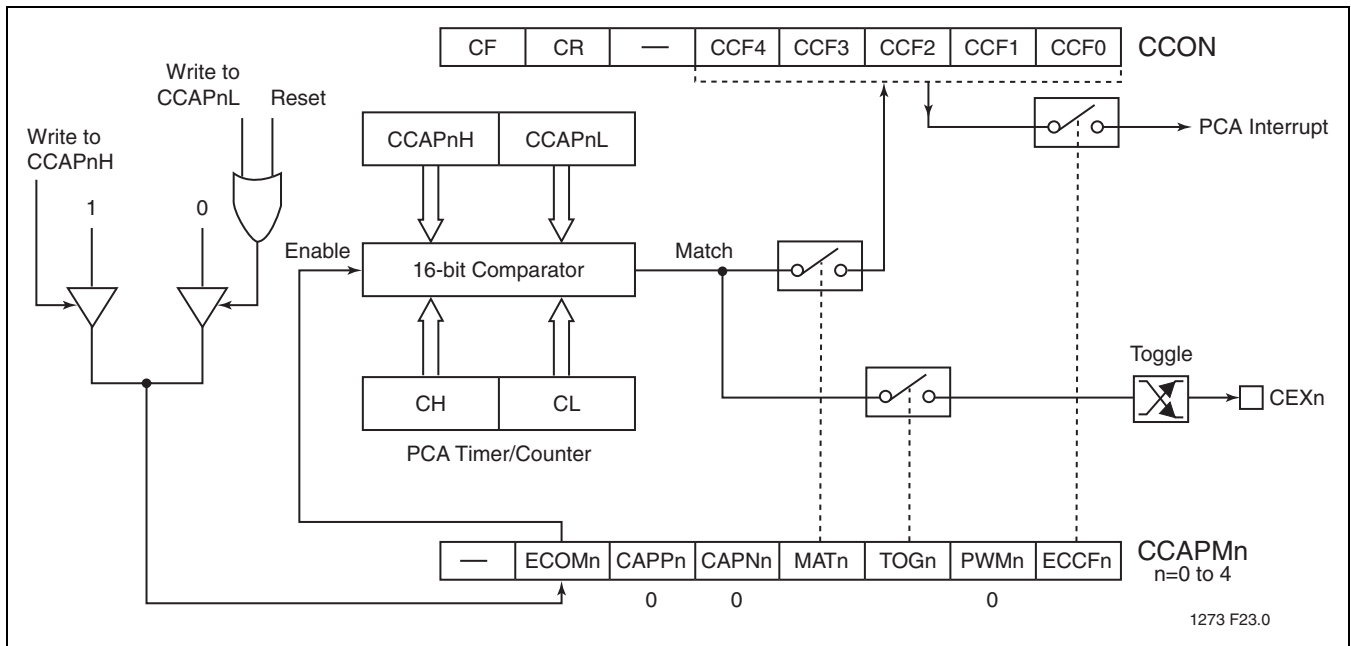 CF CR — CCF4 CCF3 CCF2 CCF1 CCF0 CCON
Write to
CCAPnL
Reset
Write to
CCAPnH
CCAPnH CCAPnL
PCA Interrupt
1 0
Enable
16-bit Comparator
Match
Toggle
CH CL
CEXn
PCA Timer/Counter
— ECOMn CAPPn CAPNn MATn TOGn PWMn ECCFn CCAPMn
n=0 to 4
0 0 0
1273 F23.0